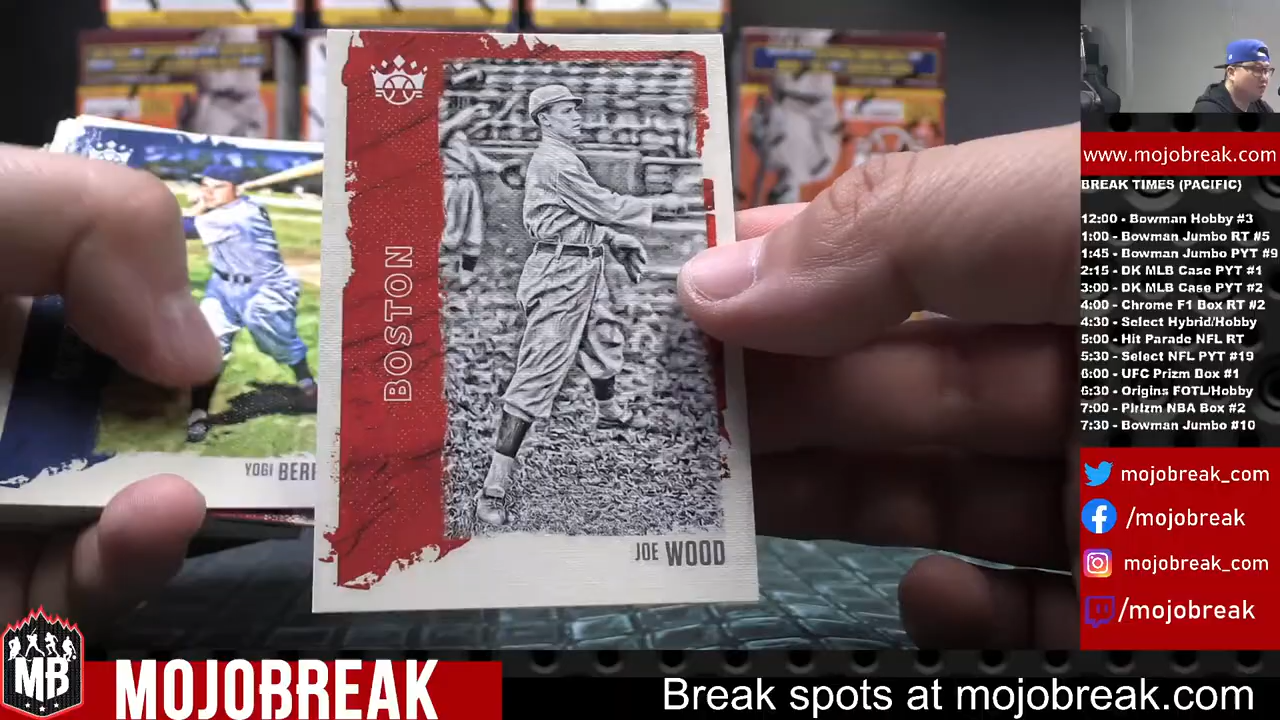 BOSTON
JOE WOOD
YOGI BERR
www.mojobreak.com
BREAK TIMES (PACIFIC)
12:00 - Bowman Hobby #3
1:00 - Bowman Jumbo RT #5
1:45 - Bowman Jumbo PYT #9
2:15 - DK MLB Case PYT #1
3:00 - DK MLB Case PYT #2
4:00 - Chrome F1 Box RT #2
4:30 - Select Hybrid/Hobby
5:00 - Hit Parade NFL RT
5:30 - Select NFL PYT #19
6:00 - UFC Prizm Box #1
6:30 - Origins FOTL/Hobby
7:00 - Pirizm NBA Box #2
7:30 - Bowman Jumbo #10
mojobreak_com
/mojobreak
mojobreak_com
/mojobreak
MB
MOJOBREAK
Break spots at mojobreak.com